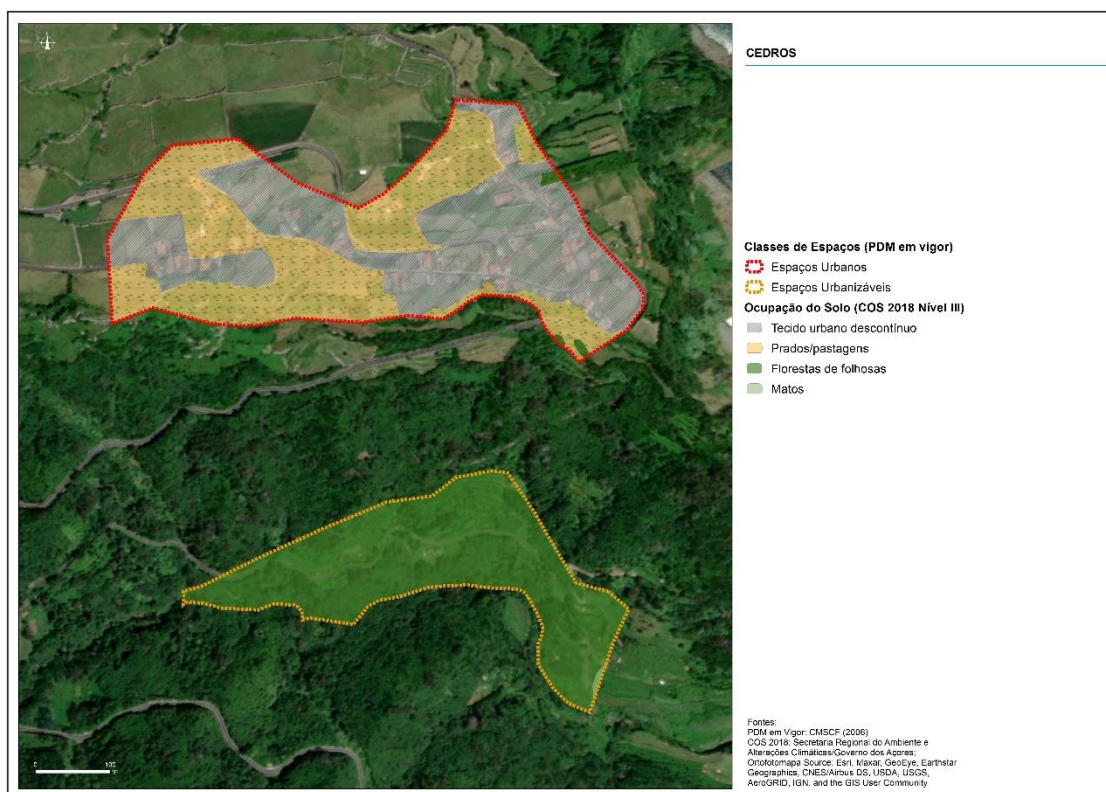 CEDROS
Classes de Espaços (PDM em vigor)
Espaços Urbanos
Espaços Urbanizáveis
Ocupação do Solo (COS 2018 Nível III)
Tecido urbano descontínuo
Prados/pastagens
Florestas de folhosas
Matos
Fontes:
PDM em Vigor: CMSCF (2006)
COS 2018: Secretaria Regional do Ambiente e
Alterações Climáticas/Governo dos Açores;
Ortofotomapa Source: Esri, Maxar, GeoEye, Earthstar
Geographics, CNES/Airbus DS, USDA, USGS,
AeroGRID, IGN, and the GIS User Community
0 100